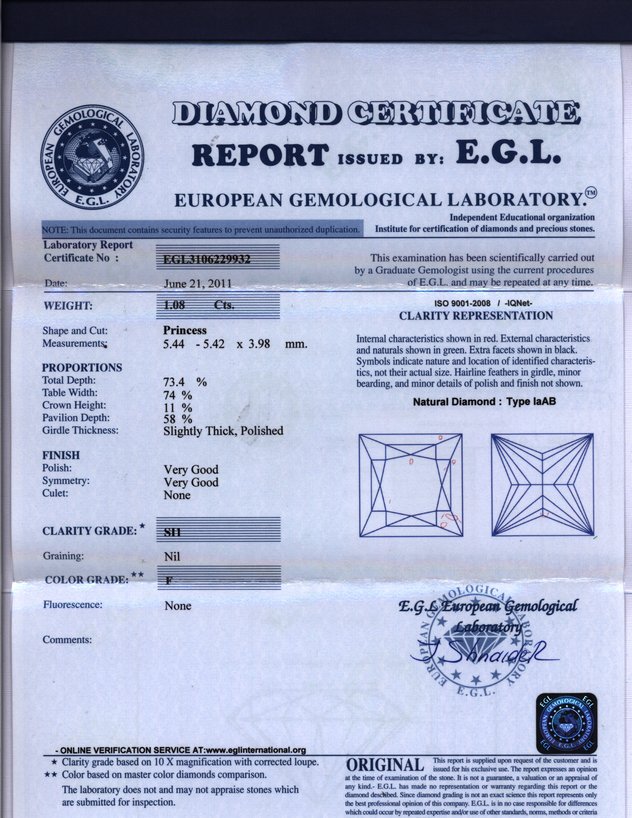 EUROPEAN GEMOLOGICAL LABORATORY
E.G.L.
DIAMOND CERTIFICATE
REPORT ISSUED BY: E.G.L.
EUROPEAN GEMOLOGICAL LABORATORY.™
Independent Educational organization
NOTE: This document contains security features to prevent unauthorized duplication.
Institute for certification of diamonds and precious stones.
Laboratory Report
Certificate No : EGL3106229932
Date: June 21, 2011
WEIGHT: 1.08 Cts.
Shape and Cut: Princess
Measurements: 5.44 - 5.42 x 3.98 mm.
PROPORTIONS
Total Depth: 73.4 %
Table Width: 74 %
Crown Height: 11 %
Pavilion Depth: 58 %
Girdle Thickness: Slightly Thick, Polished
FINISH
Polish: Very Good
Symmetry: Very Good
Culet: None
CLARITY GRADE:* SI1
Graining: Nil
COLOR GRADE:** F
Fluorescence: None
Comments:
This examination has been scientifically carried out
by a Graduate Gemologist using the current procedures
of E.G.L. and may be repeated at any time.
ISO 9001-2008 / -IQNet-
CLARITY REPRESENTATION
Internal characteristics shown in red. External characteristics
and naturals shown in green. Extra facets shown in black.
Symbols indicate nature and location of identified characteris-
tics, not their actual size. Hairline feathers in girdle, minor
bearding, and minor details of polish and finish not shown.
Natural Diamond : Type IaAB
E.G.L European Gemological
Laboratory
EUROPEAN GEMOLOGICAL LABORATORY
E.G.L.
EGL EGL
- ONLINE VERIFICATION SERVICE AT:www.eglinternational.org
* Clarity grade based on 10 X magnification with corrected loupe.
** Color based on master color diamonds comparison.
The laboratory does not and may not appraise stones which
are submitted for inspection.
ORIGINAL This report is supplied upon request of the customer and is
issued for his exclusive use. The report expresses an opinion
at the time of examination of the stone. It is not a guarantee, a valuation or an appraisal of
any kind.- E.G.L. has made no representation or warranty regarding this report or the
diamond described. Since diamond grading is not an exact science this report represents only
the best professional opinion of this company. E.G.L. is in no case responsible for differences
which could occur by repeated expertise and/or use of other standards, norms, methods or criteria